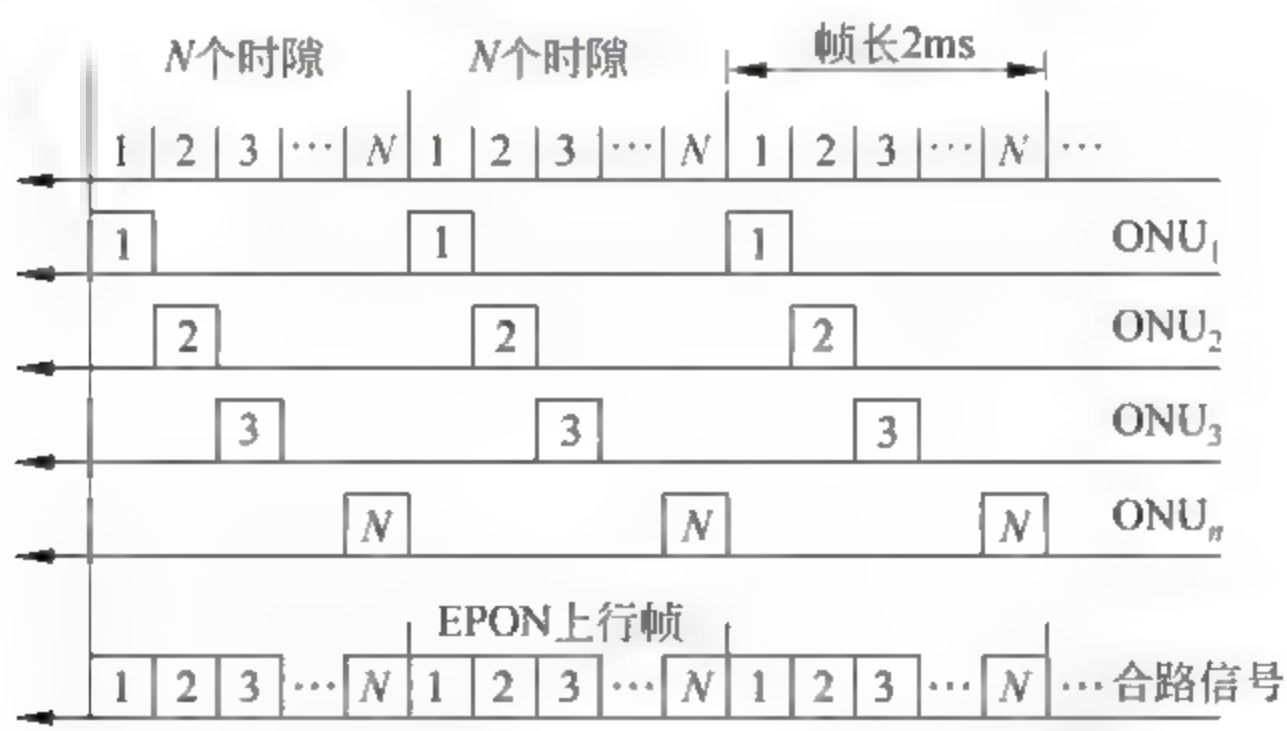 N个时隙 N个时隙 帧长2ms
1 2 3 ··· N 1 2 3 ··· N 1 2 3 ··· N ···
1 1 1 ONU₁
2 2 2 ONU₂
3 3 3 ONU₃
N N N ONUₙ
EPON上行帧
1 2 3 ··· N 1 2 3 ··· N 1 2 3 ··· N ··· 合路信号